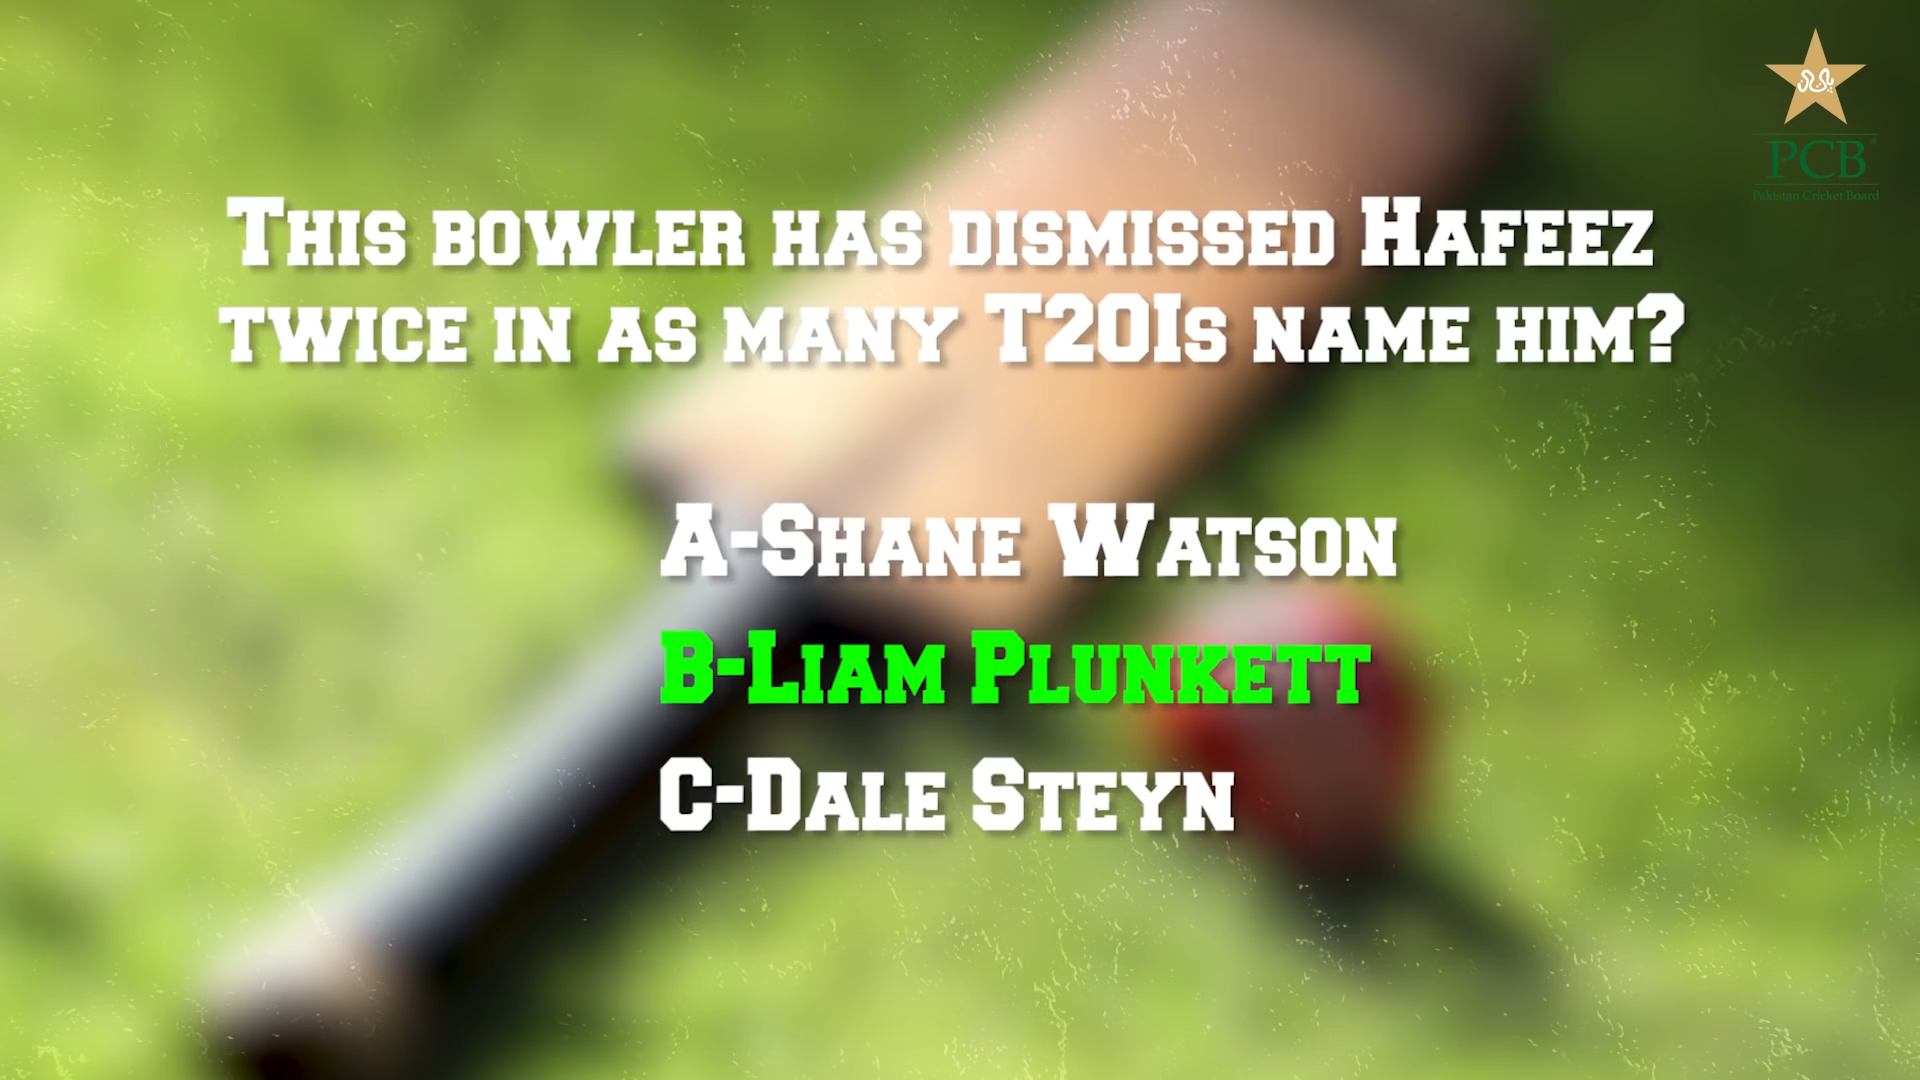 PCB
Pakistan Cricket Board
THIS BOWLER HAS DISMISSED HAFEEZ
TWICE IN AS MANY T20IS NAME HIM?
A-SHANE WATSON
B-LIAM PLUNKETT
C-DALE STEYN